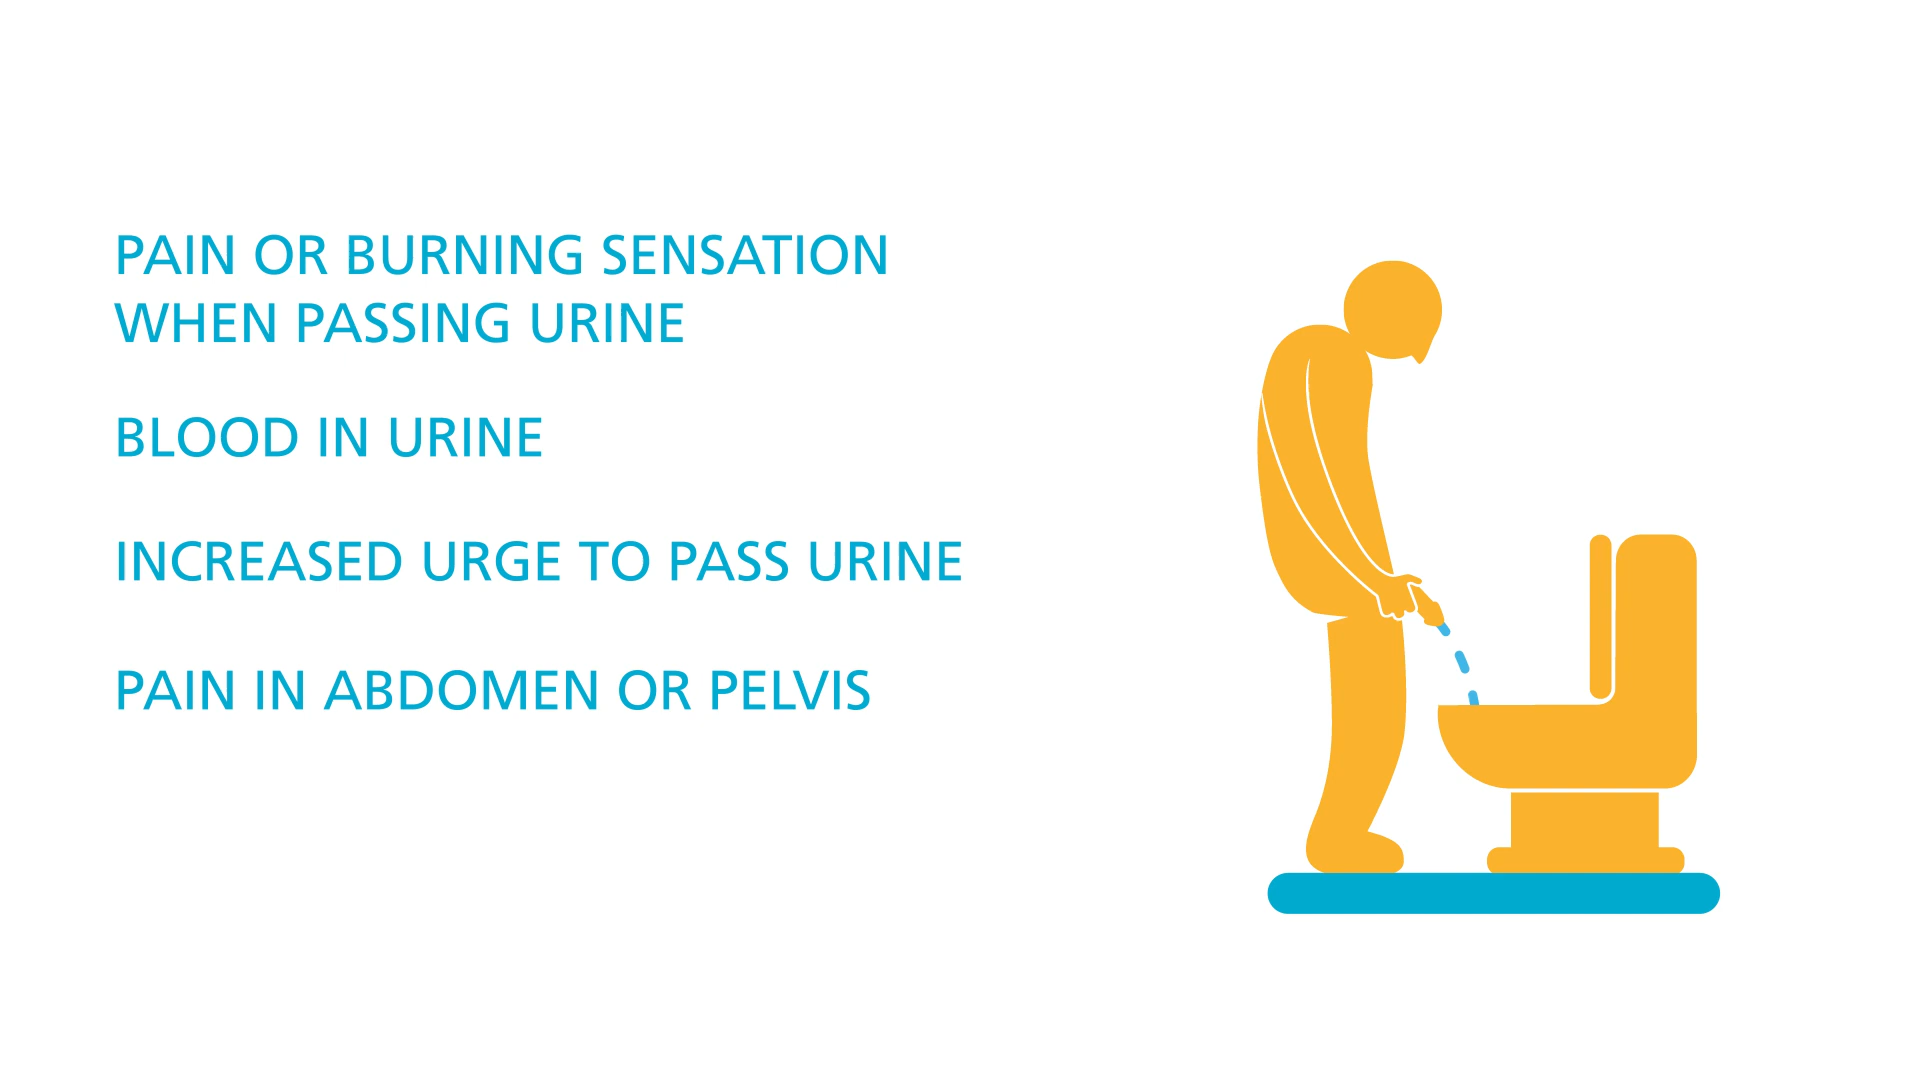 PAIN OR BURNING SENSATION
WHEN PASSING URINE
BLOOD IN URINE
INCREASED URGE TO PASS URINE
PAIN IN ABDOMEN OR PELVIS